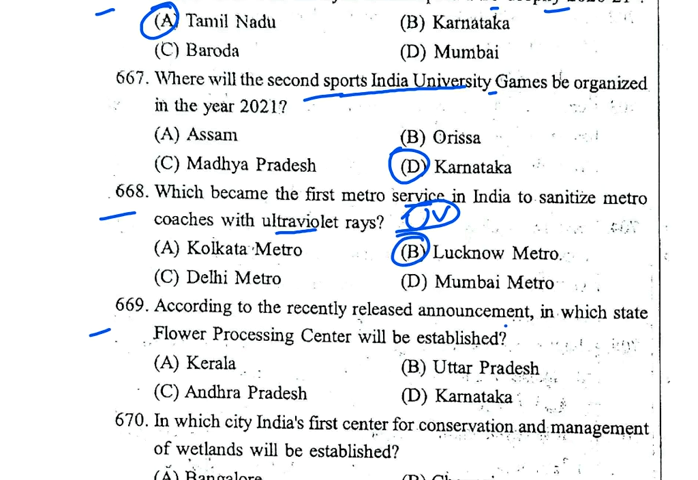 (A) Tamil Nadu (B) Karnataka
(C) Baroda (D) Mumbai
667. Where will the second sports India University Games be organized
in the year 2021?
(A) Assam (B) Orissa
(C) Madhya Pradesh (D) Karnataka
668. Which became the first metro service in India to sanitize metro
coaches with ultraviolet rays? UV
(A) Kolkata Metro (B) Lucknow Metro.
(C) Delhi Metro (D) Mumbai Metro
669. According to the recently released announcement, in which state
Flower Processing Center will be established?
(A) Kerala (B) Uttar Pradesh
(C) Andhra Pradesh (D) Karnataka
670. In which city India's first center for conservation and management
of wetlands will be established?
(A) Bangalore